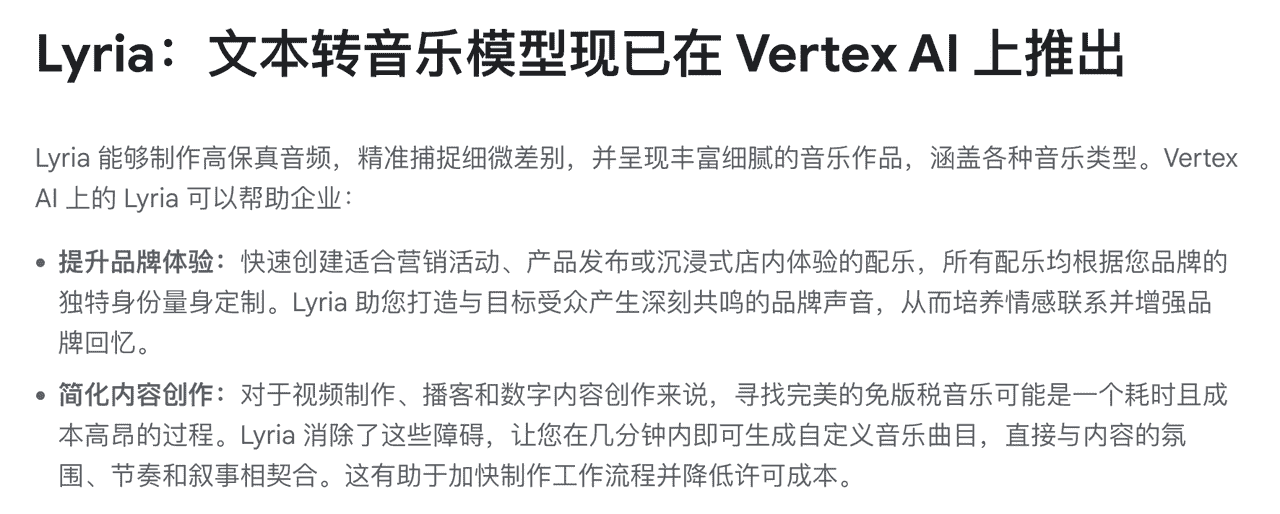 Lyria：文本转音乐模型现已在 Vertex AI 上推出
Lyria 能够制作高保真音频，精准捕捉细微差别，并呈现丰富细腻的音乐作品，涵盖各种音乐类型。Vertex
AI 上的 Lyria 可以帮助企业：
• 提升品牌体验：快速创建适合营销活动、产品发布或沉浸式店内体验的配乐，所有配乐均根据您品牌的
独特身份量身定制。Lyria 助您打造与目标受众产生深刻共鸣的品牌声音，从而培养情感联系并增强品
牌回忆。
• 简化内容创作：对于视频制作、播客和数字内容创作来说，寻找完美的免版税音乐可能是一个耗时且成
本高昂的过程。Lyria 消除了这些障碍，让您在几分钟内即可生成自定义音乐曲目，直接与内容的氛
围、节奏和叙事相契合。这有助于加快制作工作流程并降低许可成本。